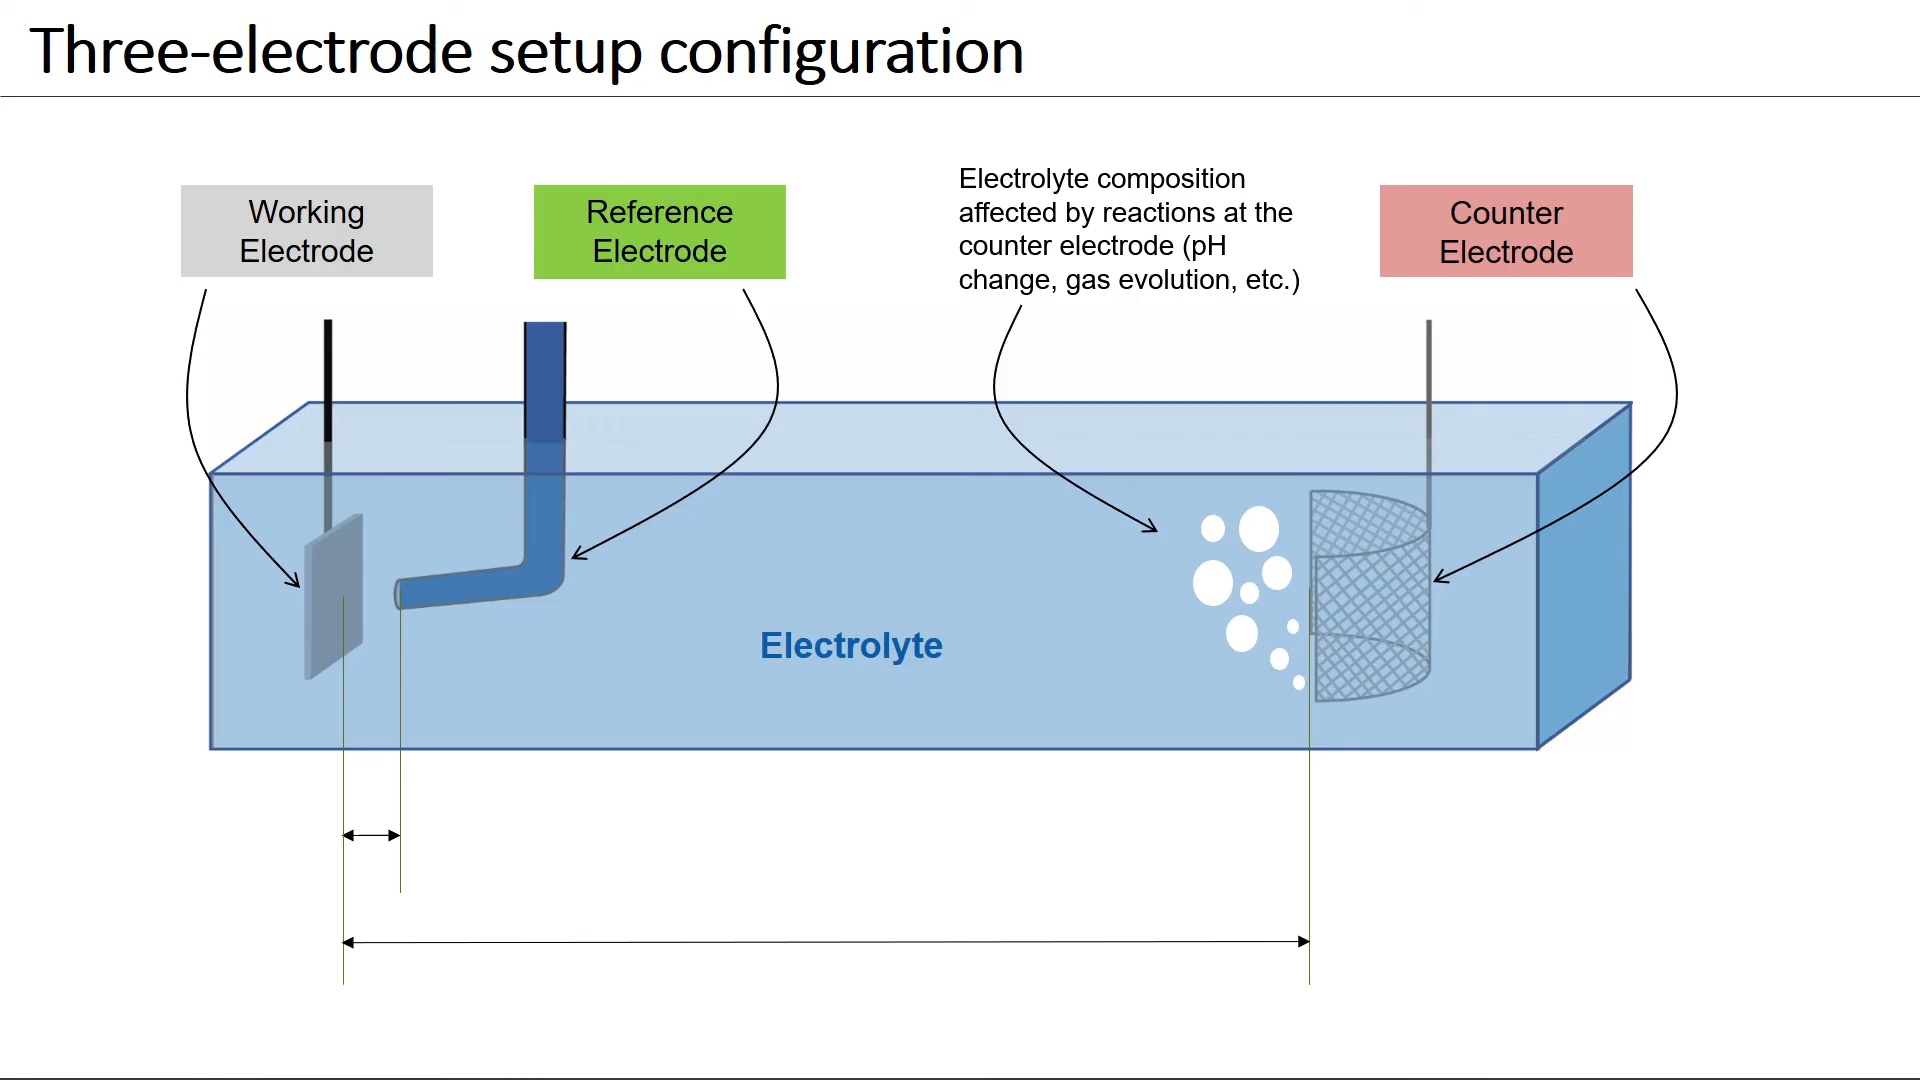 Three-electrode setup configuration
Working
Electrode
Reference
Electrode
Electrolyte composition
affected by reactions at the
counter electrode (pH
change, gas evolution, etc.)
Counter
Electrode
Electrolyte